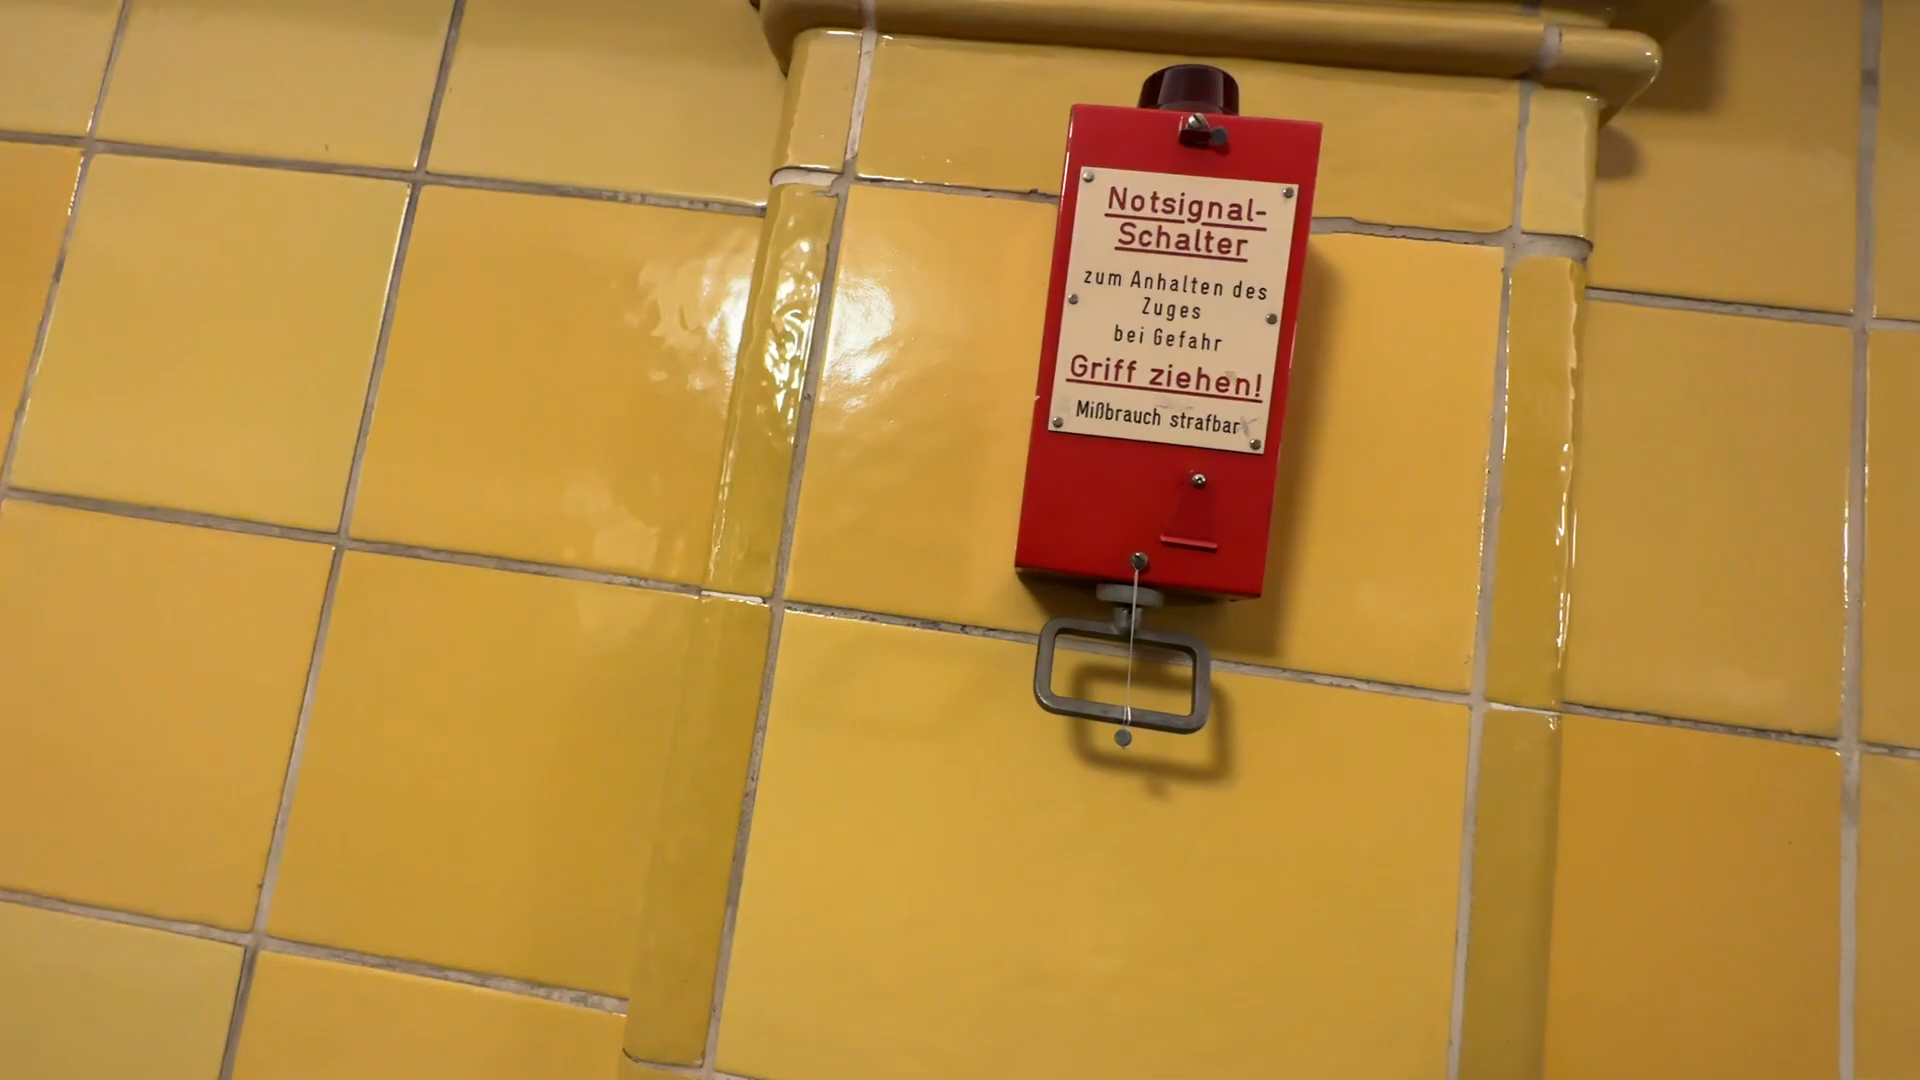 Notsignal-
Schalter
zum Anhalten des
Zuges
bei Gefahr
Griff ziehen!
Mißbrauch strafbar